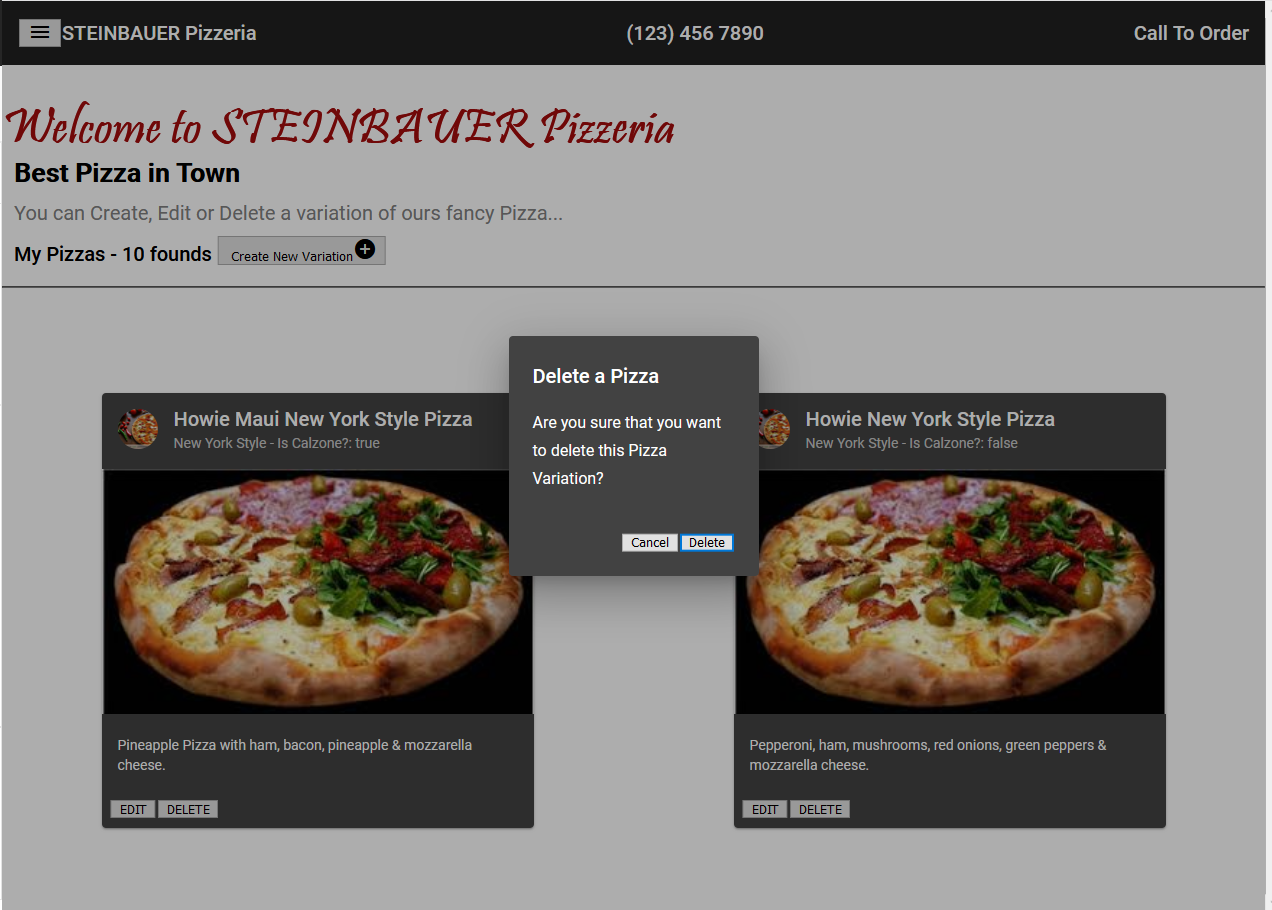 STEINBAUER Pizzeria
(123) 456 7890
Call To Order
Welcome to STEINBAUER Pizzeria
Best Pizza in Town
You can Create, Edit or Delete a variation of ours fancy Pizza...
My Pizzas - 10 founds
Create New Variation
Delete a Pizza
Are you sure that you want
to delete this Pizza
Variation?
Cancel Delete
Howie Maui New York Style Pizza
New York Style - Is Calzone?: true
Pineapple Pizza with ham, bacon, pineapple & mozzarella
cheese.
EDIT DELETE
Howie New York Style Pizza
New York Style - Is Calzone?: false
Pepperoni, ham, mushrooms, red onions, green peppers &
mozzarella cheese.
EDIT DELETE